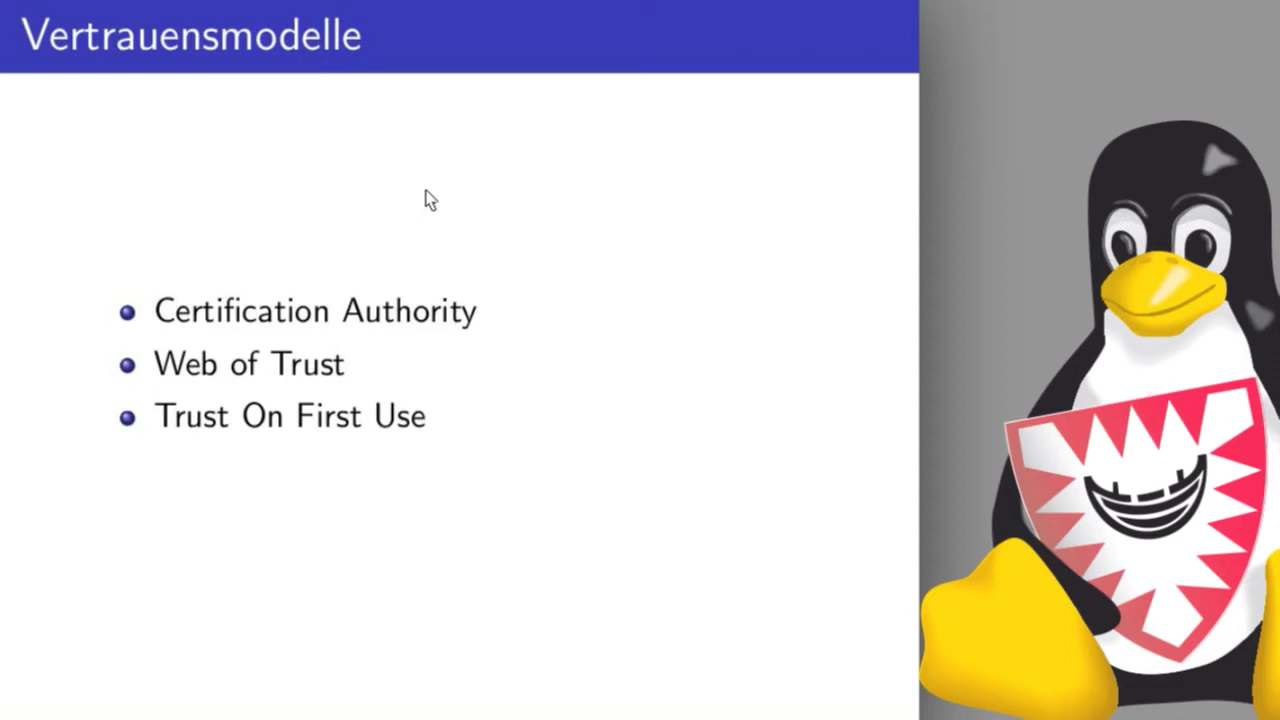 Vertrauensmodelle
Certification Authority
Web of Trust
Trust On First Use